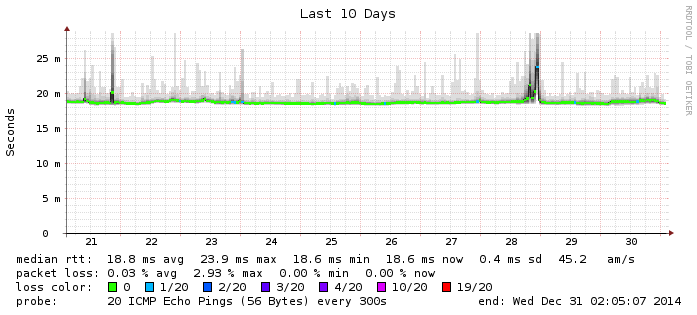 Last 10 Days
RRDTOOL / TOBI OETIKER
Seconds
25 m
20 m
15 m
10 m
5 m
0
21 22 23 24 25 26 27 28 29 30
median rtt: 18.8 ms avg 23.9 ms max 18.6 ms min 18.6 ms now 0.4 ms sd 45.2 am/s
packet loss: 0.03 % avg 2.93 % max 0.00 % min 0.00 % now
loss color: 0 1/20 2/20 3/20 4/20 10/20 19/20
probe: 20 ICMP Echo Pings (56 Bytes) every 300s end: Wed Dec 31 02:05:07 2014